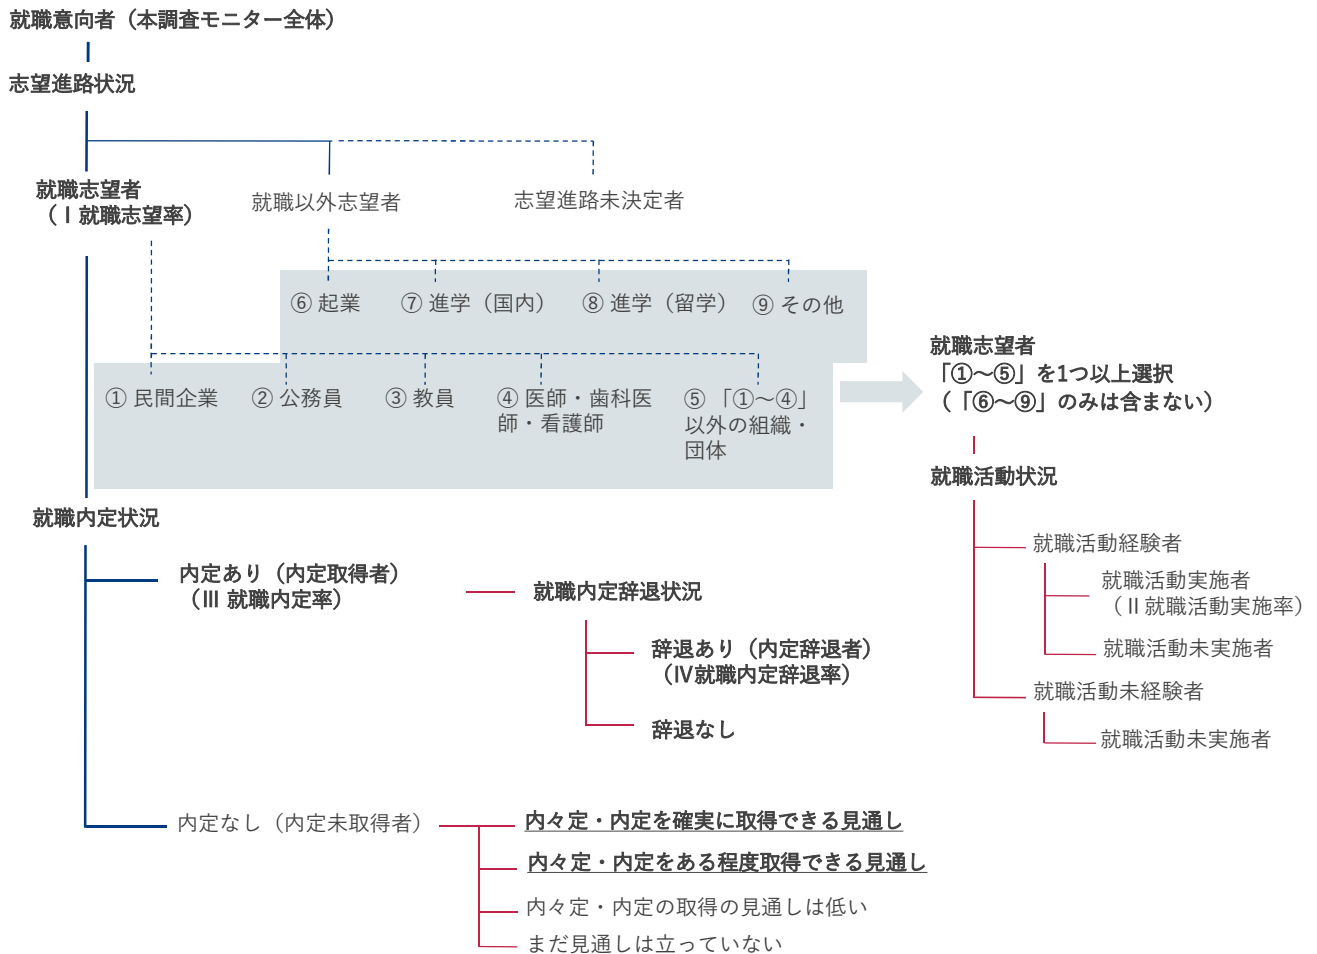 就職意向者（本調査モニター全体）
志望進路状況
就職志望者
（Ⅰ就職志望率）
就職以外志望者
志望進路未決定者
⑥ 起業
⑦ 進学（国内）
⑧ 進学（留学）
⑨ その他
① 民間企業
② 公務員
③ 教員
④ 医師・歯科医
師・看護師
⑤ 「①～④」
以外の組織・
団体
就職志望者
「①～⑤」を1つ以上選択
（「⑥～⑨」のみは含まない）
就職活動状況
就職活動経験者
就職活動実施者
（Ⅱ就職活動実施率）
就職活動未実施者
就職活動未経験者
就職活動未実施者
就職内定状況
内定あり（内定取得者）
（Ⅲ 就職内定率）
就職内定辞退状況
辞退あり（内定辞退者）
（Ⅳ就職内定辞退率）
辞退なし
内定なし（内定未取得者）
内々定・内定を確実に取得できる見通し
内々定・内定をある程度取得できる見通し
内々定・内定の取得の見通しは低い
まだ見通しは立っていない